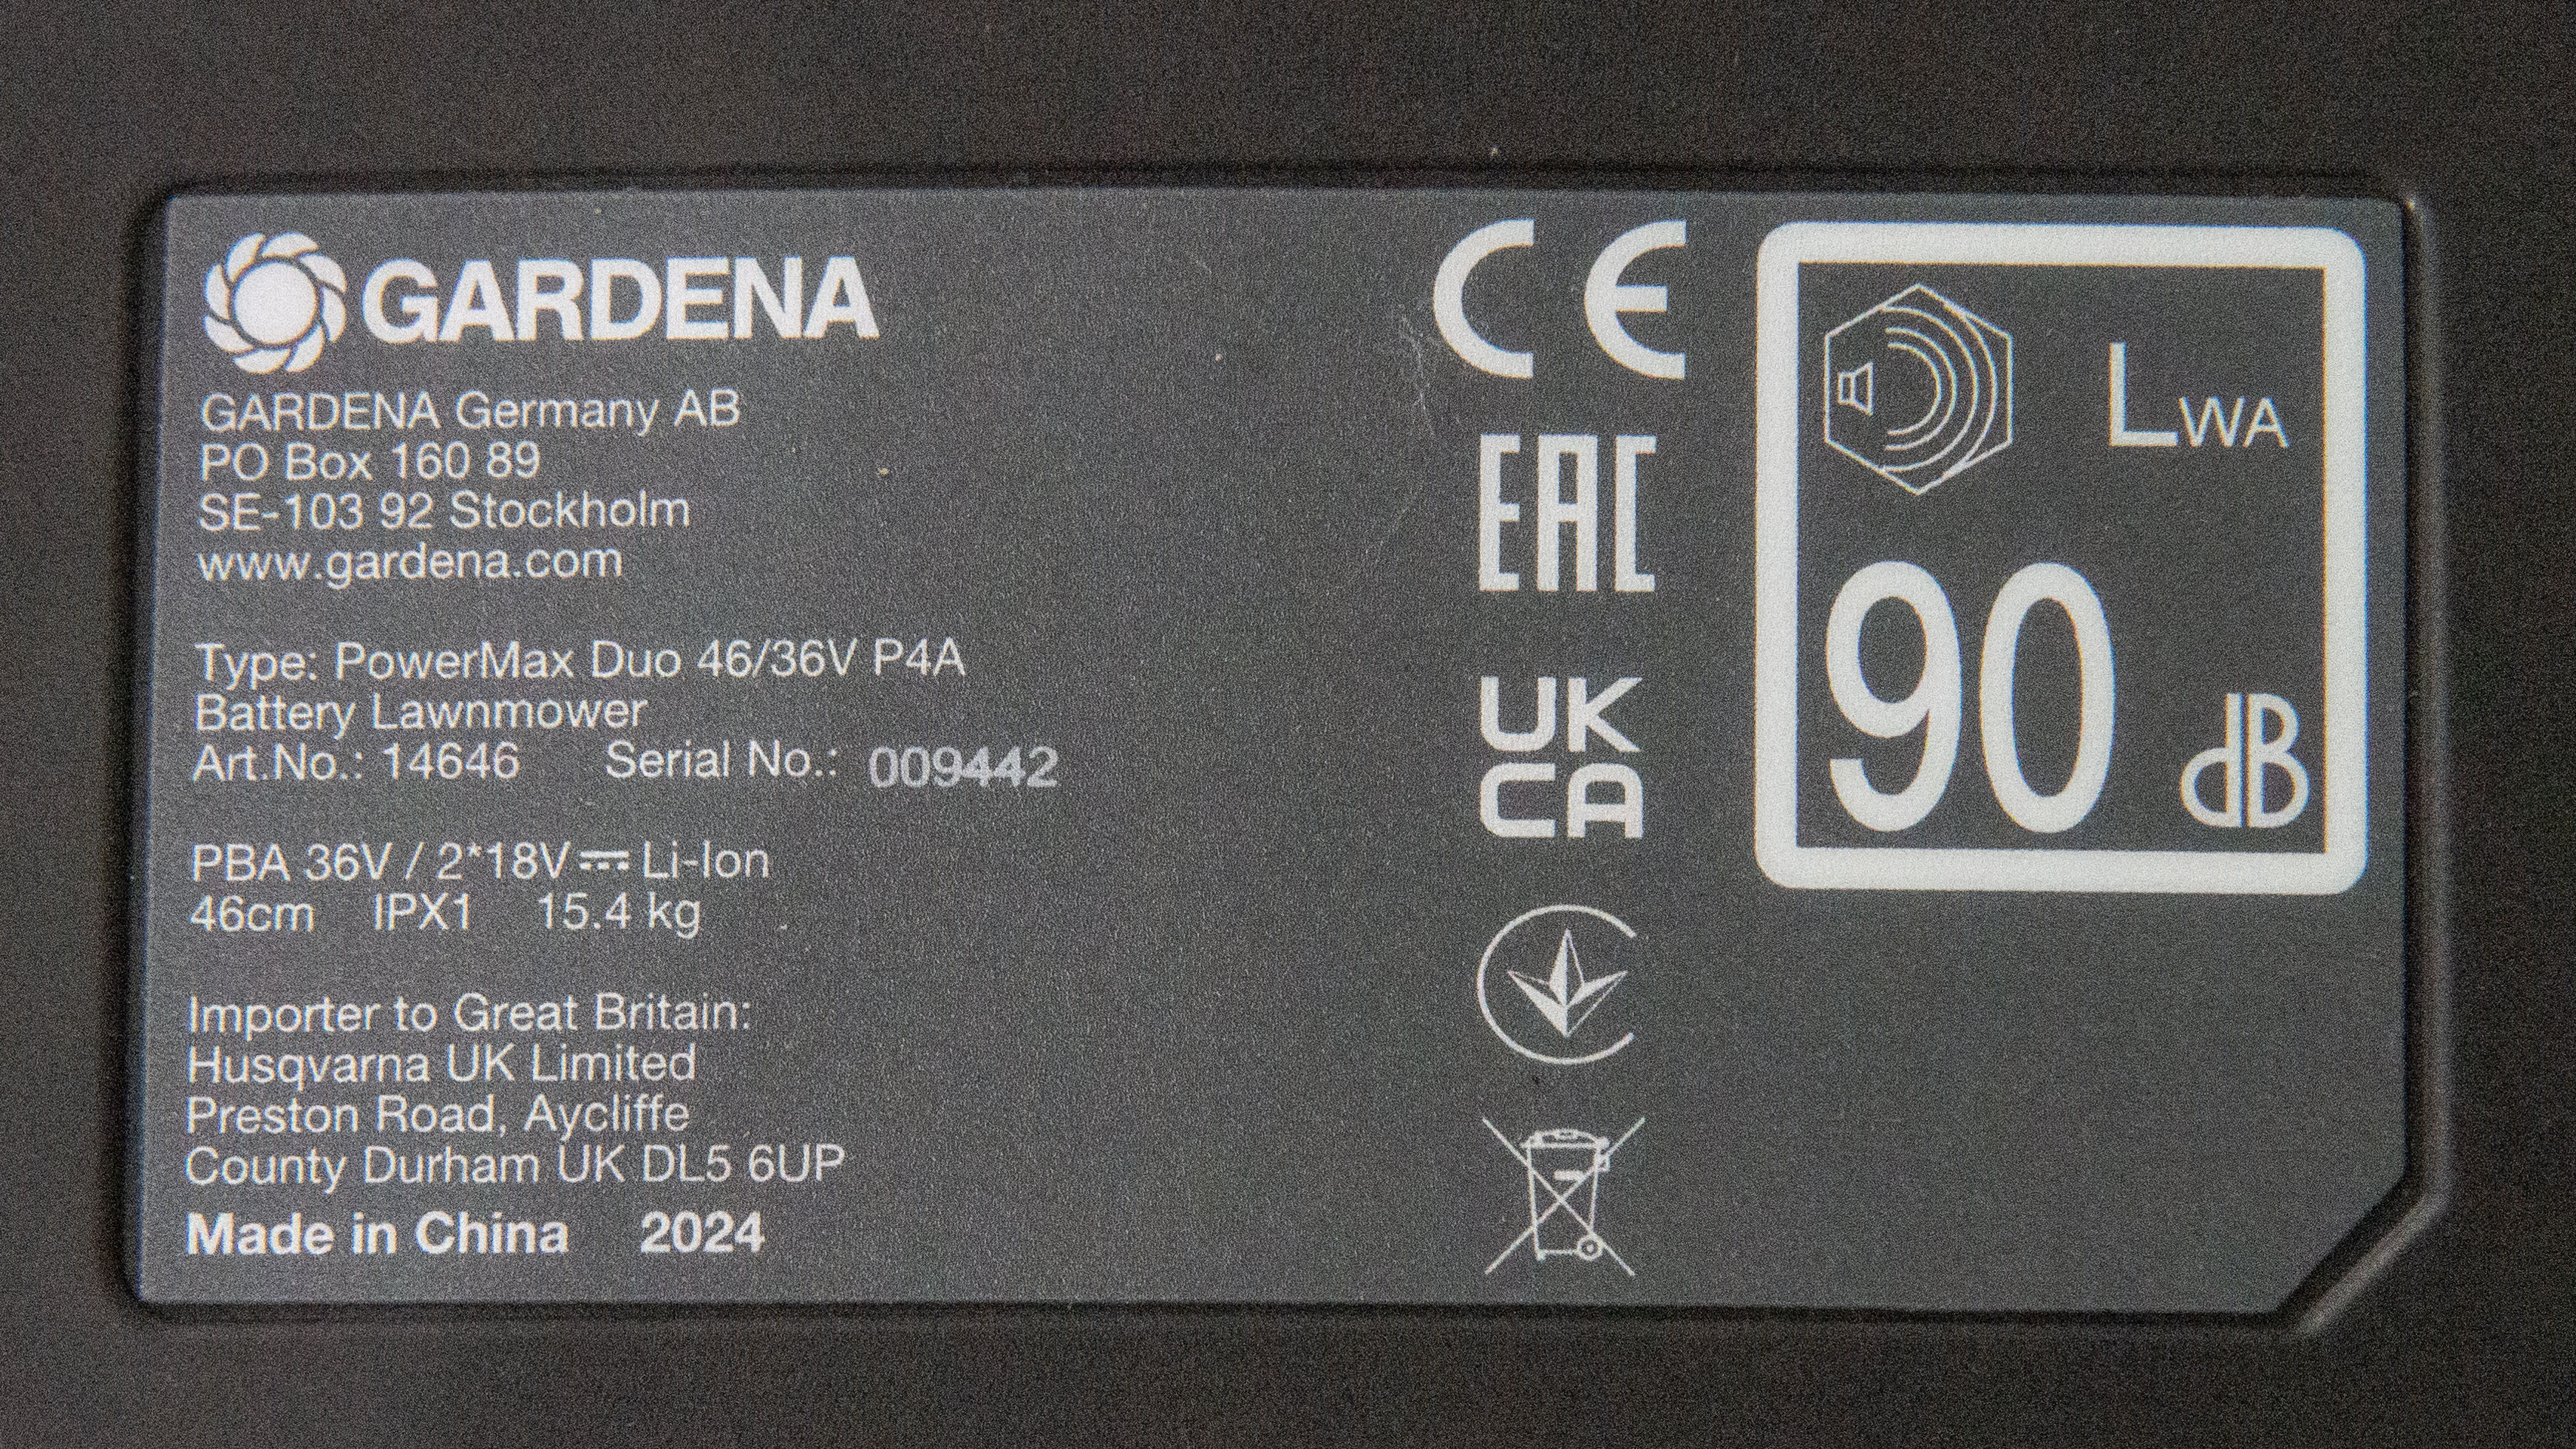 GARDENA
GARDENA Germany AB
PO Box 160 89
SE-103 92 Stockholm
www.gardena.com
Type: PowerMax Duo 46/36V P4A
Battery Lawnmower
Art.No.: 14646 Serial No.: 009442
PBA 36V / 2*18V⎓Li-Ion
46cm IPX1 15.4 kg
Importer to Great Britain:
Husqvarna UK Limited
Preston Road, Aycliffe
County Durham UK DL5 6UP
Made in China 2024
CE
EAC
UK
CA
LWA
90 dB